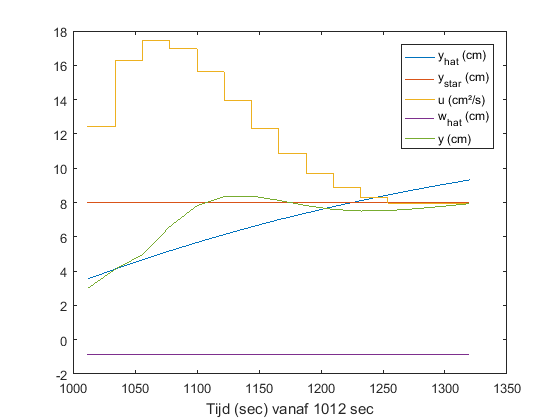 18
16
14
12
10
8
6
4
2
0
-2
1000 1050 1100 1150 1200 1250 1300 1350
Tijd (sec) vanaf 1012 sec
y_hat (cm)
y_star (cm)
u (cm²/s)
w_hat (cm)
y (cm)